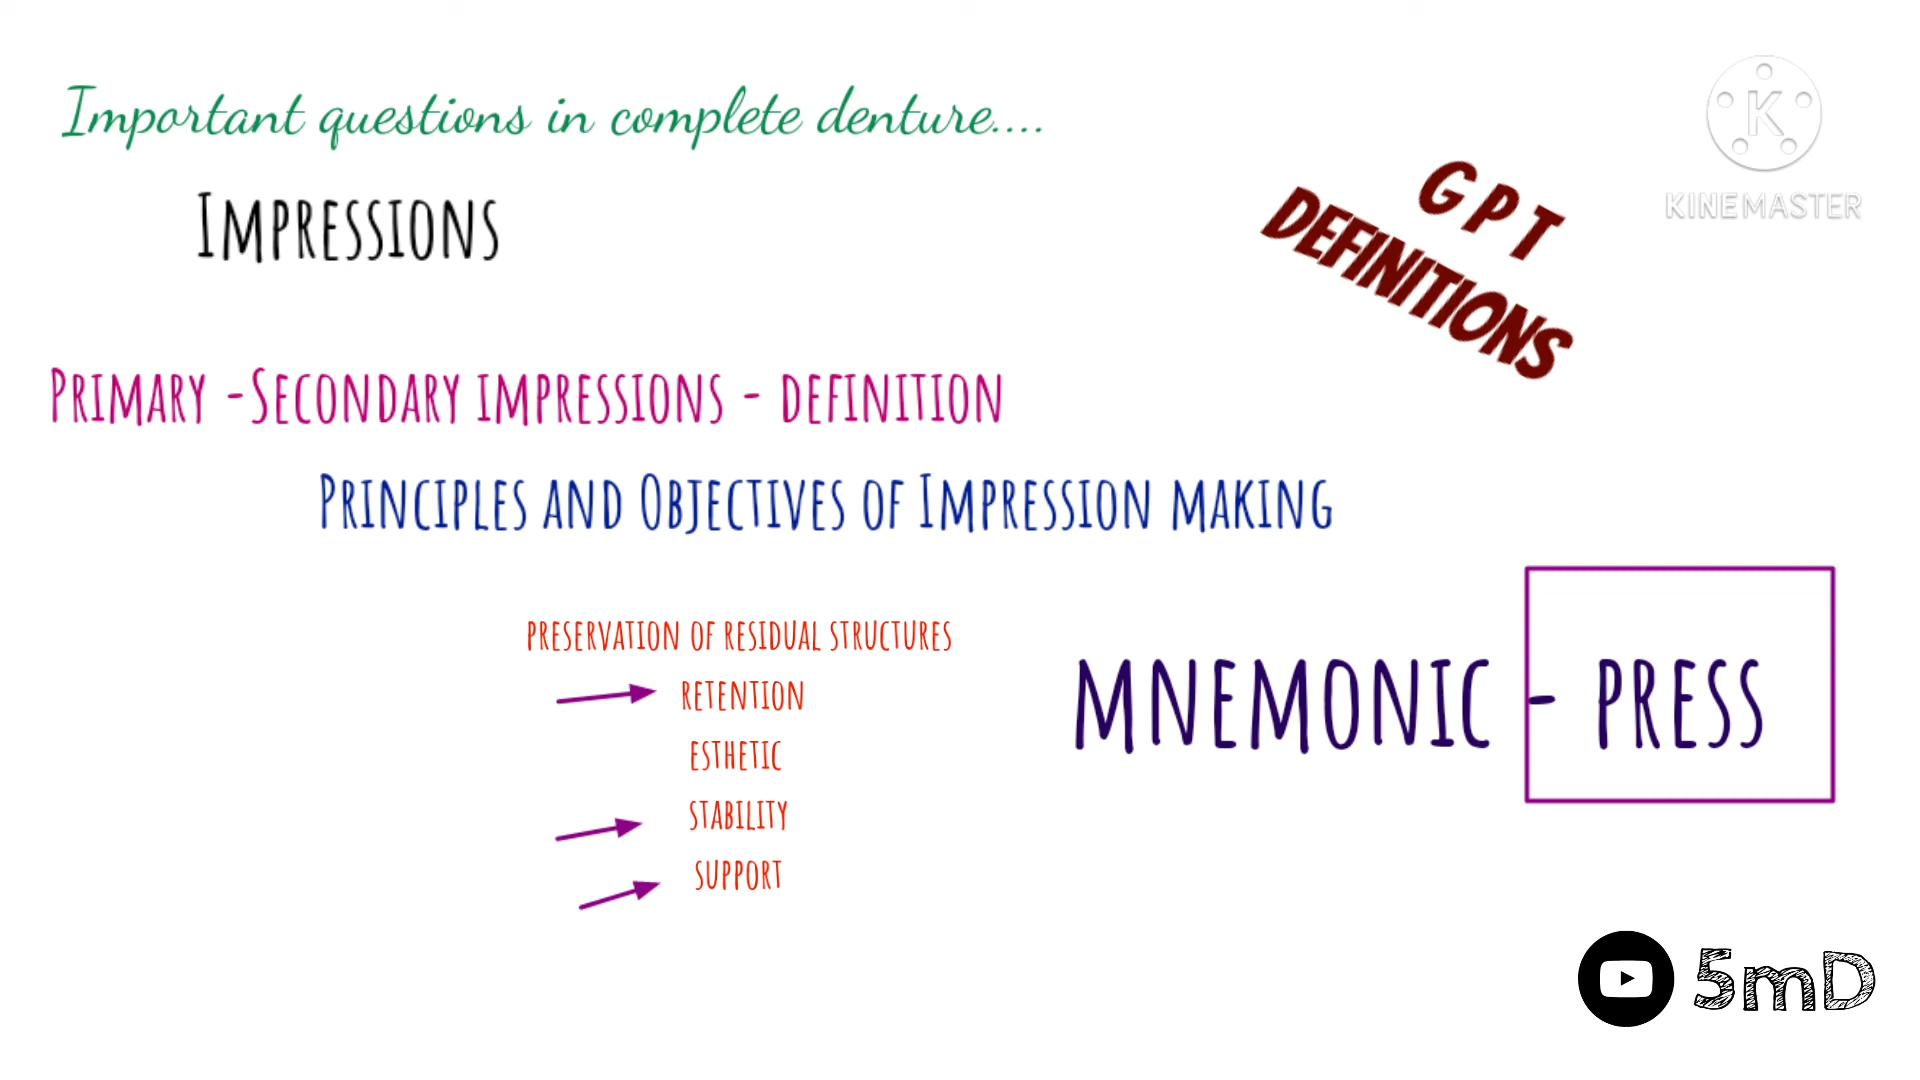 Important questions in complete denture....
IMPRESSIONS
GPT
DEFINITIONS
K
KINEMASTER
PRIMARY -SECONDARY IMPRESSIONS - DEFINITION
PRINCIPLES AND OBJECTIVES OF IMPRESSION MAKING
PRESERVATION OF RESIDUAL STRUCTURES
RETENTION
ESTHETIC
STABILITY
SUPPORT
MNEMONIC - PRESS
5mD